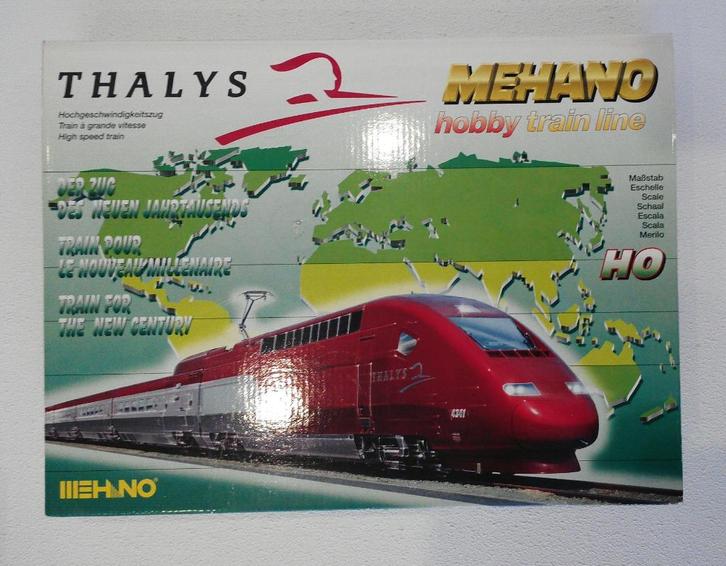 THALYS
Hochgeschwindigkeitszug
Train à grande vitesse
High speed train
MEHANO
hobby train line
Maßstab
Eschelle
Scale
Schaal
Escala
Scala
Merilo
HO
DER ZUG
DES NEUEN JAHRTAUSENDS
TRAIN POUR
LE NOUVEAU MILLENAIRE
TRAIN FOR
THE NEW CENTURY
THALYS
4341
MEHANO